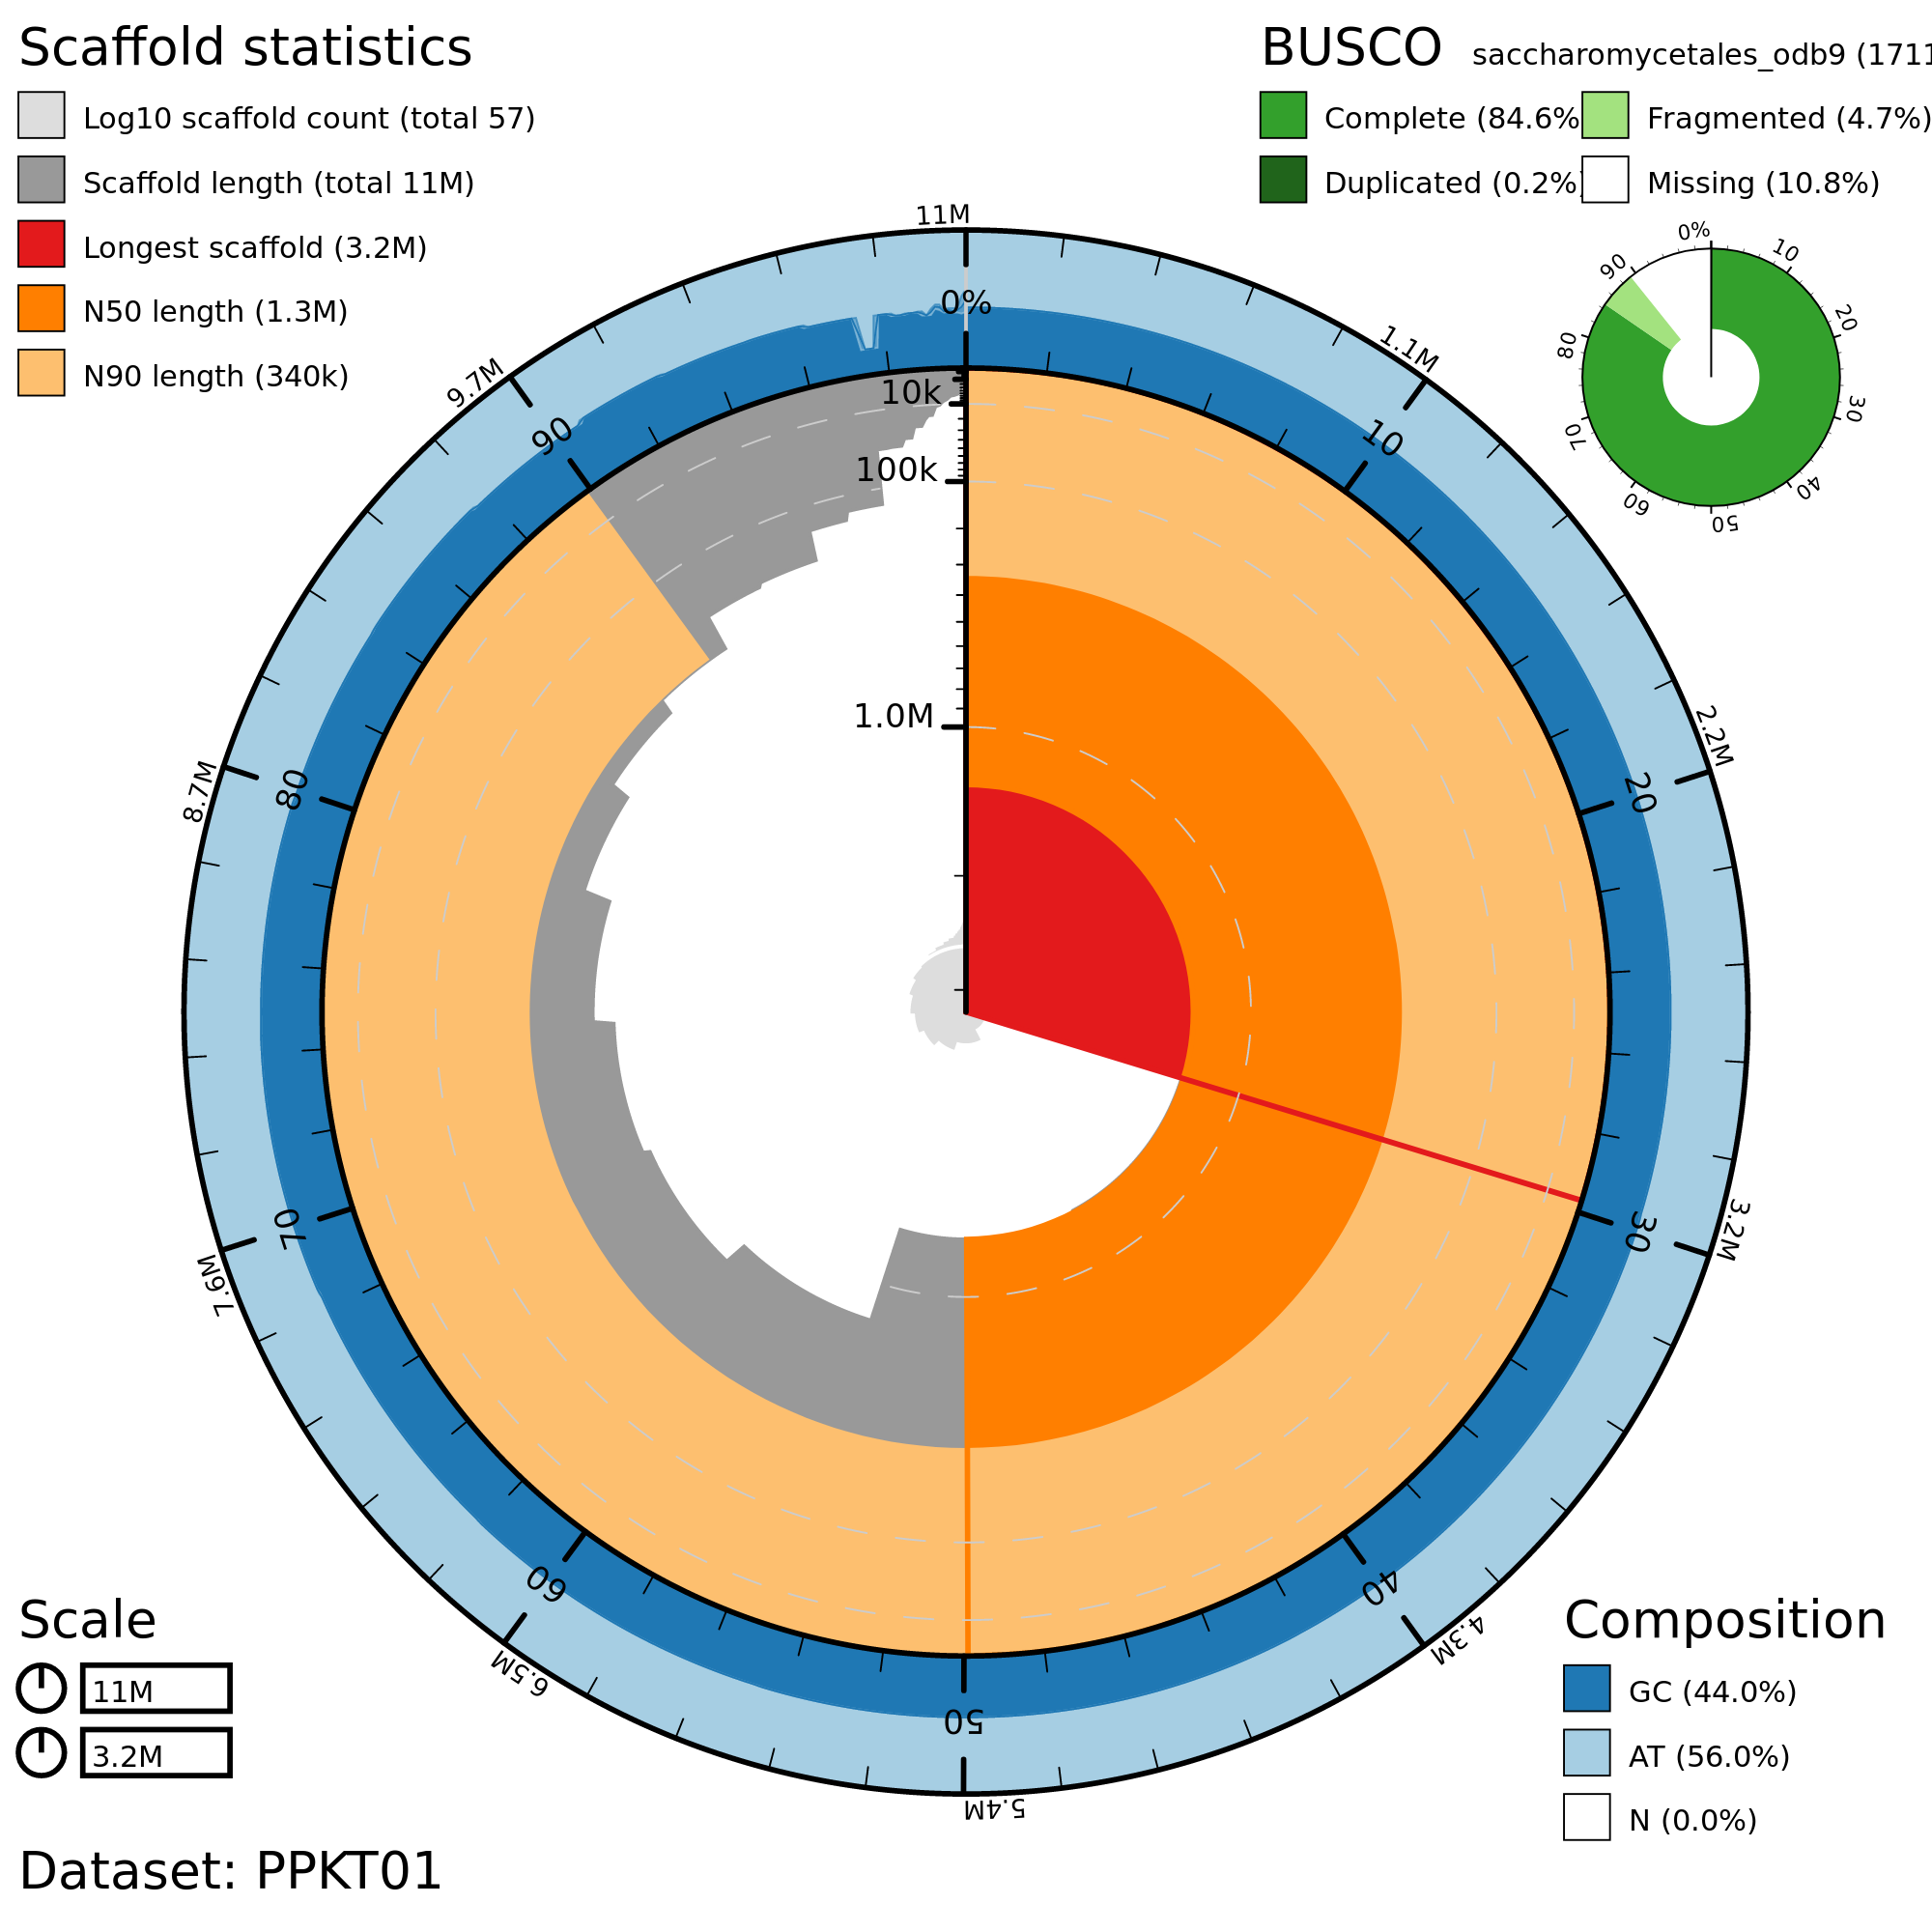 Scaffold statistics
Log10 scaffold count (total 57)
Scaffold length (total 11M)
Longest scaffold (3.2M)
N50 length (1.3M)
N90 length (340k)
BUSCO saccharomycetales_odb9 (1711
Complete (84.6%
Fragmented (4.7%)
Duplicated (0.2%)
Missing (10.8%)
0%
10
20
30
40
50
60
70
80
90
11M
1.1M
2.2M
3.2M
4.3M
5.4M
6.5M
7.6M
8.7M
9.7M
0%
10
20
30
40
50
60
70
80
90
10k
100k
1.0M
Scale
11M
3.2M
Composition
GC (44.0%)
AT (56.0%)
N (0.0%)
Dataset: PPKT01